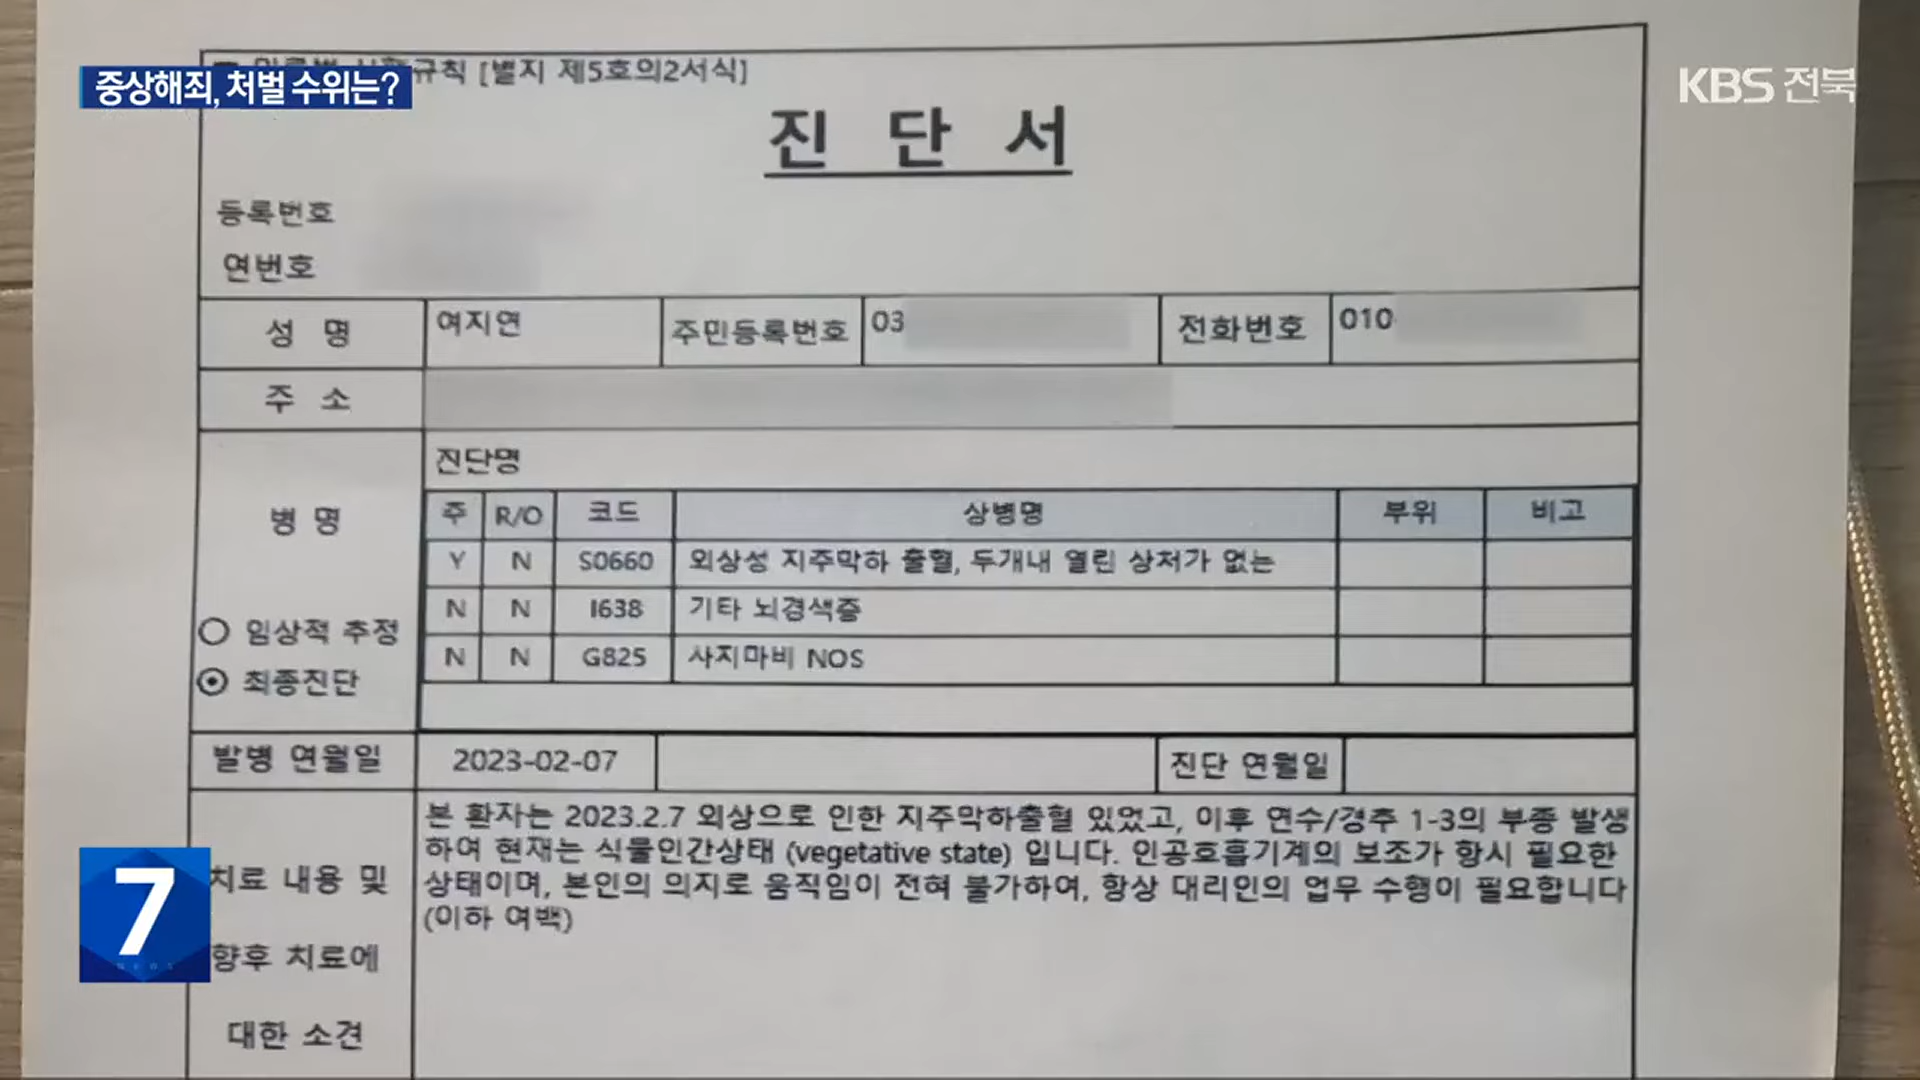 중상해죄, 처벌 수위는?
KBS 전북
규칙 [별지 제5호의2서식]
진 단 서
등록번호
연번호
성 명 여지연 주민등록번호 03 전화번호 010
주 소
병 명
○ 임상적 추정
⊙ 최종진단
진단명
주 R/O 코드 상병명 부위 비고
Y N S0660 외상성 지주막하 출혈, 두개내 열린 상처가 없는
N N I638 기타 뇌경색증
N N G825 사지마비 NOS
발병 연월일 2023-02-07 진단 연월일
치료 내용 및
향후 치료에
대한 소견
본 환자는 2023.2.7 외상으로 인한 지주막하출혈 있었고, 이후 연수/경추 1-3의 부종 발생
하여 현재는 식물인간상태 (vegetative state) 입니다. 인공호흡기계의 보조가 항시 필요한
상태이며, 본인의 의지로 움직임이 전혀 불가하여, 항상 대리인의 업무 수행이 필요합니다
(이하 여백)
7
NEWS